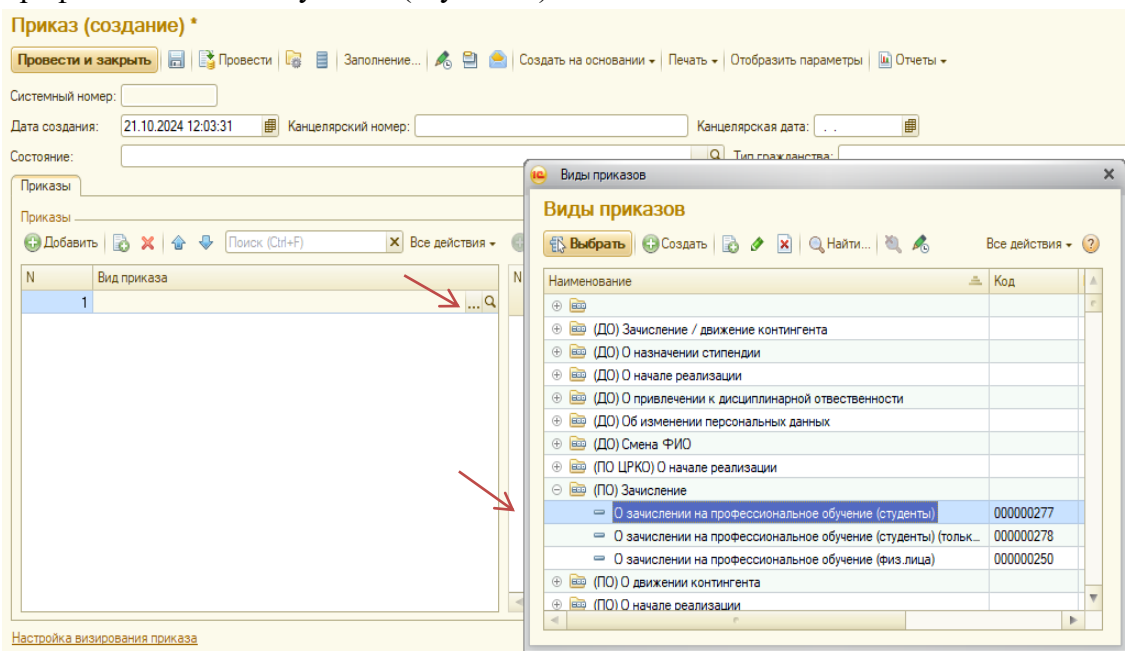 Приказ (создание) *
Провести и закрыть Провести Заполнение... Создать на основании Печать Отобразить параметры Отчеты
Системный номер:
Дата создания: 21.10.2024 12:03:31 Канцелярский номер: Канцелярская дата: . .
Состояние: Тип гражданства:
Приказы
Приказы
Добавить Поиск (Ctrl+F) Все действия
N Вид приказа
1 ...
N
Виды приказов
Виды приказов
Выбрать Создать Найти... Все действия ?
Наименование Код
(ДО) Зачисление / движение контингента
(ДО) О назначении стипендии
(ДО) О начале реализации
(ДО) О привлечении к дисциплинарной отвественности
(ДО) Об изменении персональных данных
(ДО) Смена ФИО
(ПО ЦРКО) О начале реализации
(ПО) Зачисление
О зачислении на профессиональное обучение (студенты) 000000277
О зачислении на профессиональное обучение (студенты) (тольк... 000000278
О зачислении на профессиональное обучение (физ.лица) 000000250
(ПО) О движении контингента
(ПО) О начале реализации
Настройка визирования приказа